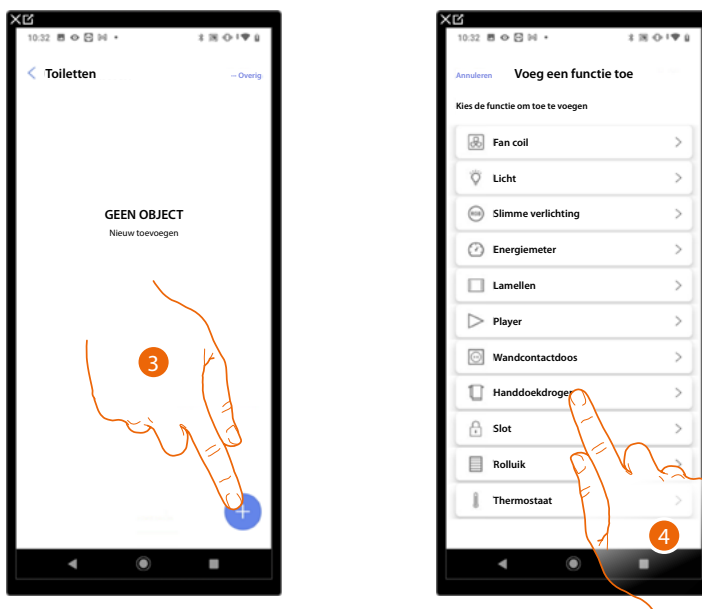 10:32
Toiletten
– Overig
GEEN OBJECT
Nieuw toevoegen
3
10:32
Annuleren
Voeg een functie toe
Kies de functie om toe te voegen
Fan coil
Licht
Slimme verlichting
Energiemeter
Lamellen
Player
Wandcontactdoos
Handdoekdroger
Slot
Rolluik
Thermostaat
4